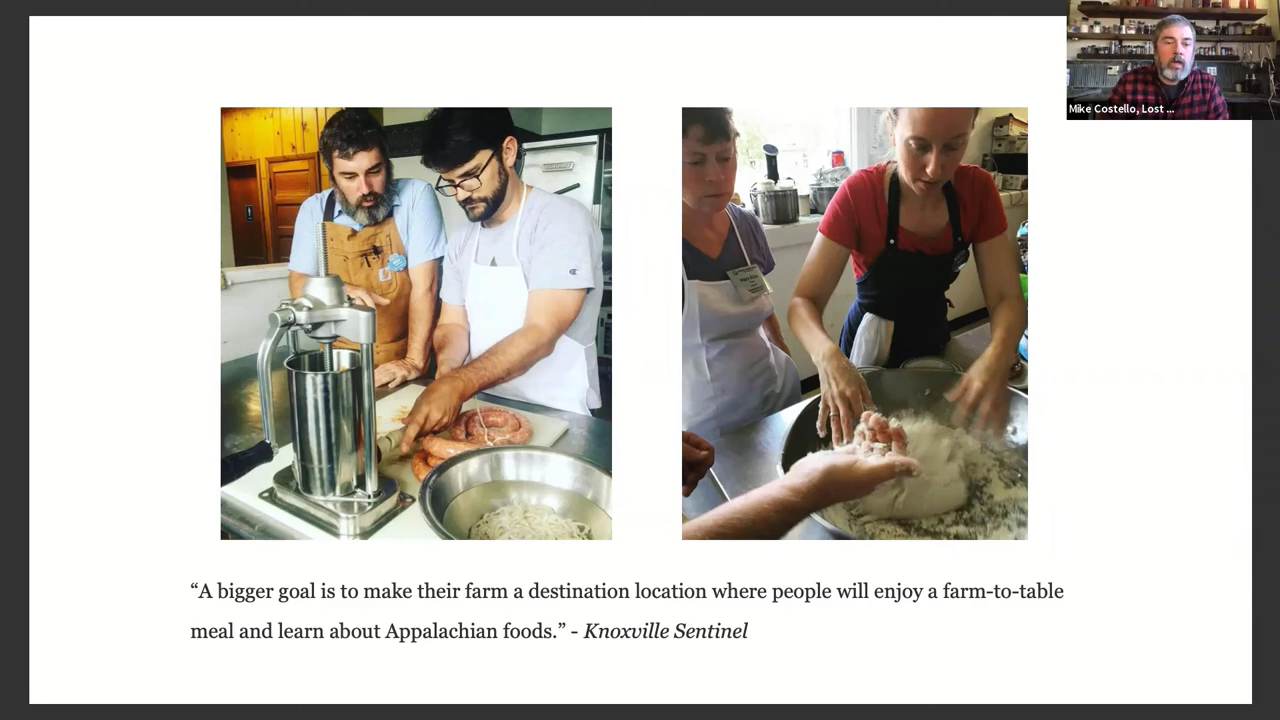 Mike Costello, Lost ...
“A bigger goal is to make their farm a destination location where people will enjoy a farm-to-table
meal and learn about Appalachian foods.” - Knoxville Sentinel